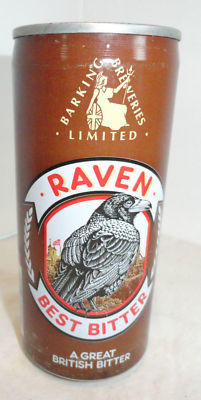 BARKING BREWERIES
• LIMITED •
• RAVEN •
BEST BITTER
A GREAT
BRITISH BITTER